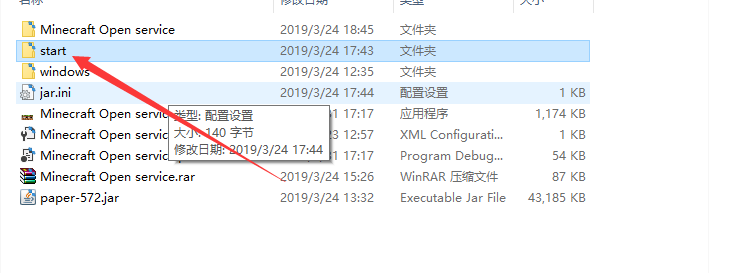 名称 修改日期 类型 大小
Minecraft Open service 2019/3/24 18:45 文件夹
start 2019/3/24 17:43 文件夹
windows 2019/3/24 12:35 文件夹
jar.ini 2019/3/24 17:44 配置设置 1 KB
Minecraft Open 1 17:17 应用程序 1,174 KB
Minecraft Open 23 12:57 XML Configurati... 1 KB
Minecraft Open 1 17:17 Program Debug... 54 KB
Minecraft Open service.rar 2019/3/24 15:26 WinRAR 压缩文件 87 KB
paper-572.jar 2019/3/24 13:32 Executable Jar File 43,185 KB
类型: 配置设置
大小: 140 字节
修改日期: 2019/3/24 17:44